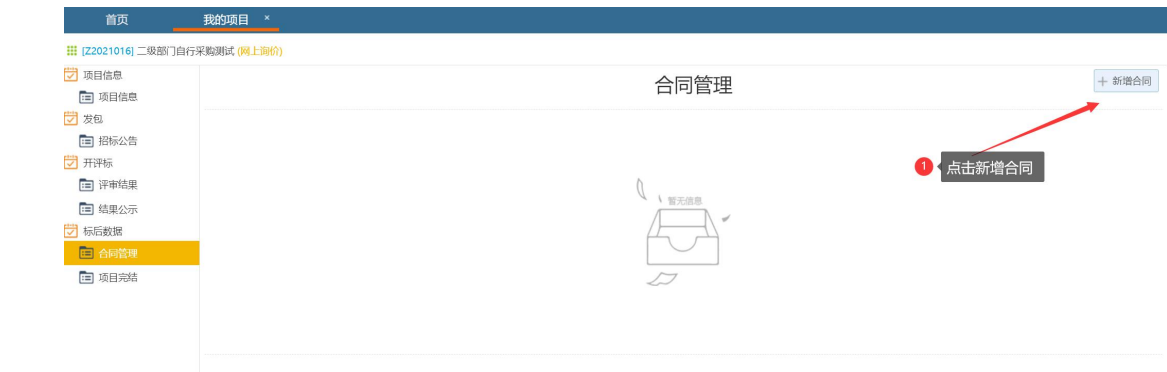 首页 我的项目 ×
[Z2021016] 二级部门自行采购测试 (网上询价)
项目信息
项目信息
发包
招标公告
开评标
评审结果
结果公示
标后数据
合同管理
项目完结
合同管理
+ 新增合同
1 点击新增合同
暂无信息